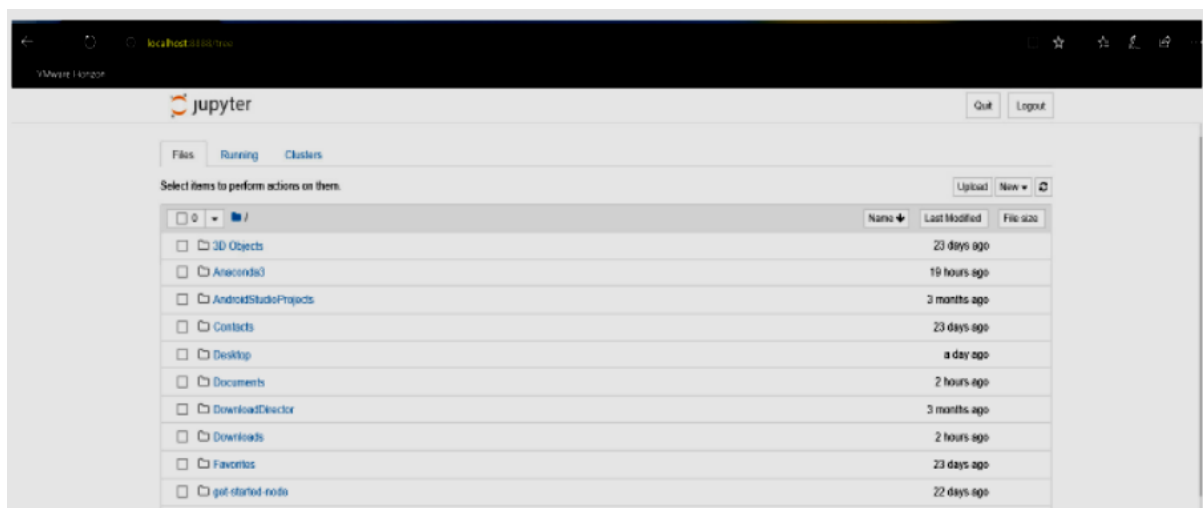 localhost:8888/tree
VMware Horizon
jupyter
Quit Logout
Files Running Clusters
Select items to perform actions on them.
Upload New
0 /
Name Last Modified File size
3D Objects 23 days ago
Anaconda3 19 hours ago
AndroidStudioProjects 3 months ago
Contacts 23 days ago
Desktop a day ago
Documents 2 hours ago
DownloadDirector 3 months ago
Downloads 2 hours ago
Favorites 23 days ago
get-started-node 22 days ago